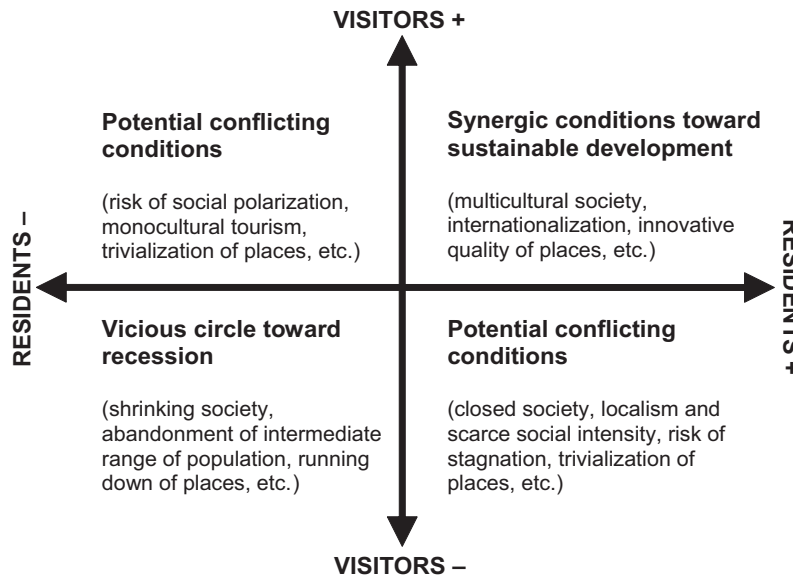 VISITORS +
Potential conflicting
conditions
(risk of social polarization,
monocultural tourism,
trivialization of places, etc.)
Synergic conditions toward
sustainable development
(multicultural society,
internationalization, innovative
quality of places, etc.)
RESIDENTS –
RESIDENTS +
Vicious circle toward
recession
(shrinking society,
abandonment of intermediate
range of population, running
down of places, etc.)
Potential conflicting
conditions
(closed society, localism and
scarce social intensity, risk of
stagnation, trivialization of
places, etc.)
VISITORS –